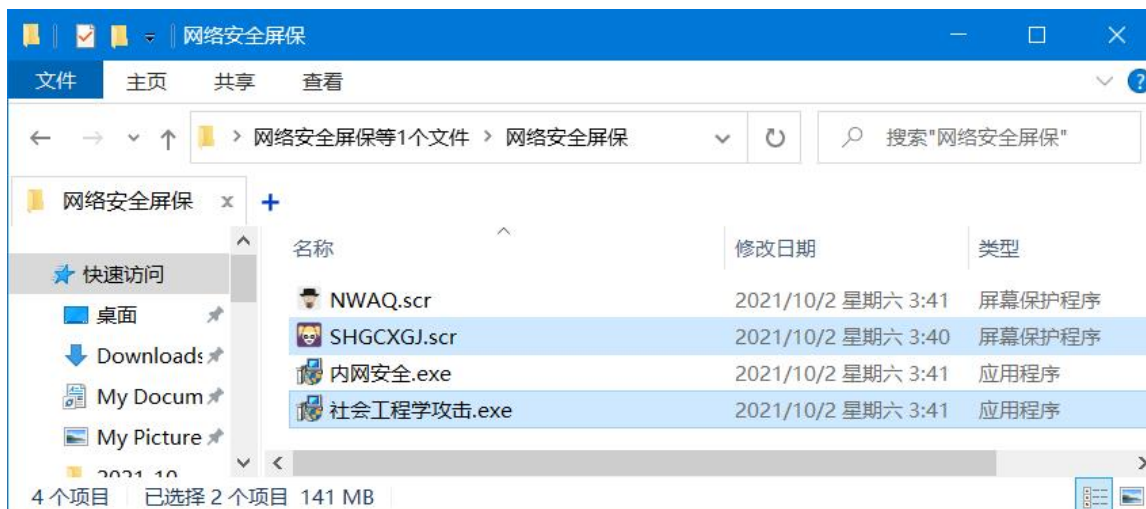 网络安全屏保
文件 主页 共享 查看
网络安全屏保等1个文件 > 网络安全屏保 搜索"网络安全屏保"
网络安全屏保 x +
名称 修改日期 类型
快速访问
桌面
Downloads
My Docum
My Picture
NWAQ.scr 2021/10/2 星期六 3:41 屏幕保护程序
SHGCXGJ.scr 2021/10/2 星期六 3:40 屏幕保护程序
内网安全.exe 2021/10/2 星期六 3:41 应用程序
社会工程学攻击.exe 2021/10/2 星期六 3:41 应用程序
4 个项目 已选择 2 个项目 141 MB